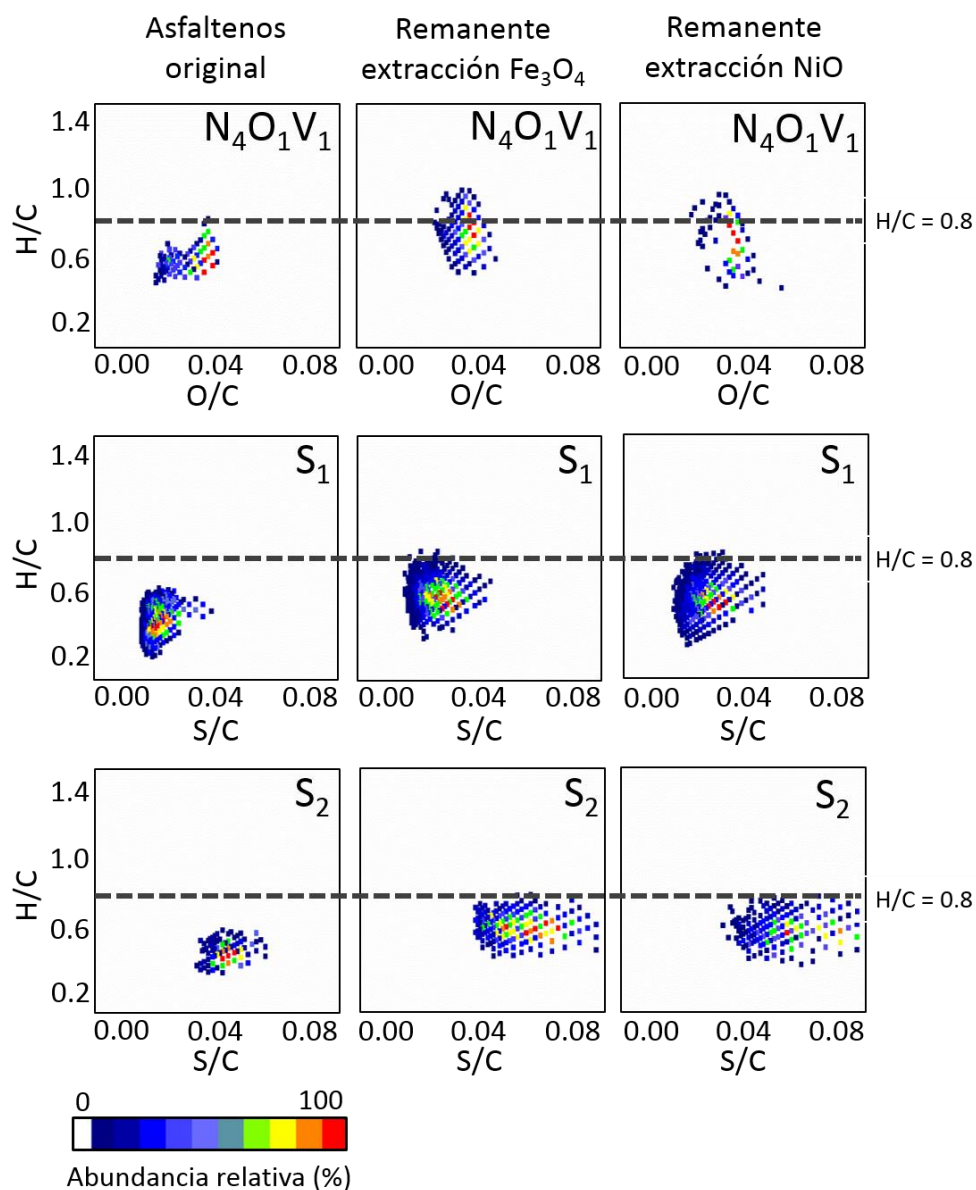 Asfaltenos original
Remanente extracción Fe₃O₄
Remanente extracción NiO
H/C
1.4
1.0
0.6
0.2
N₄O₁V₁
N₄O₁V₁
N₄O₁V₁
H/C = 0.8
0.00 0.04 0.08
0.00 0.04 0.08
0.00 0.04 0.08
O/C
O/C
O/C
H/C
1.4
1.0
0.6
0.2
S₁
S₁
S₁
H/C = 0.8
0.00 0.04 0.08
0.00 0.04 0.08
0.00 0.04 0.08
S/C
S/C
S/C
H/C
1.4
1.0
0.6
0.2
S₂
S₂
S₂
H/C = 0.8
0.00 0.04 0.08
0.00 0.04 0.08
0.00 0.04 0.08
S/C
S/C
S/C
0 100
Abundancia relativa (%)